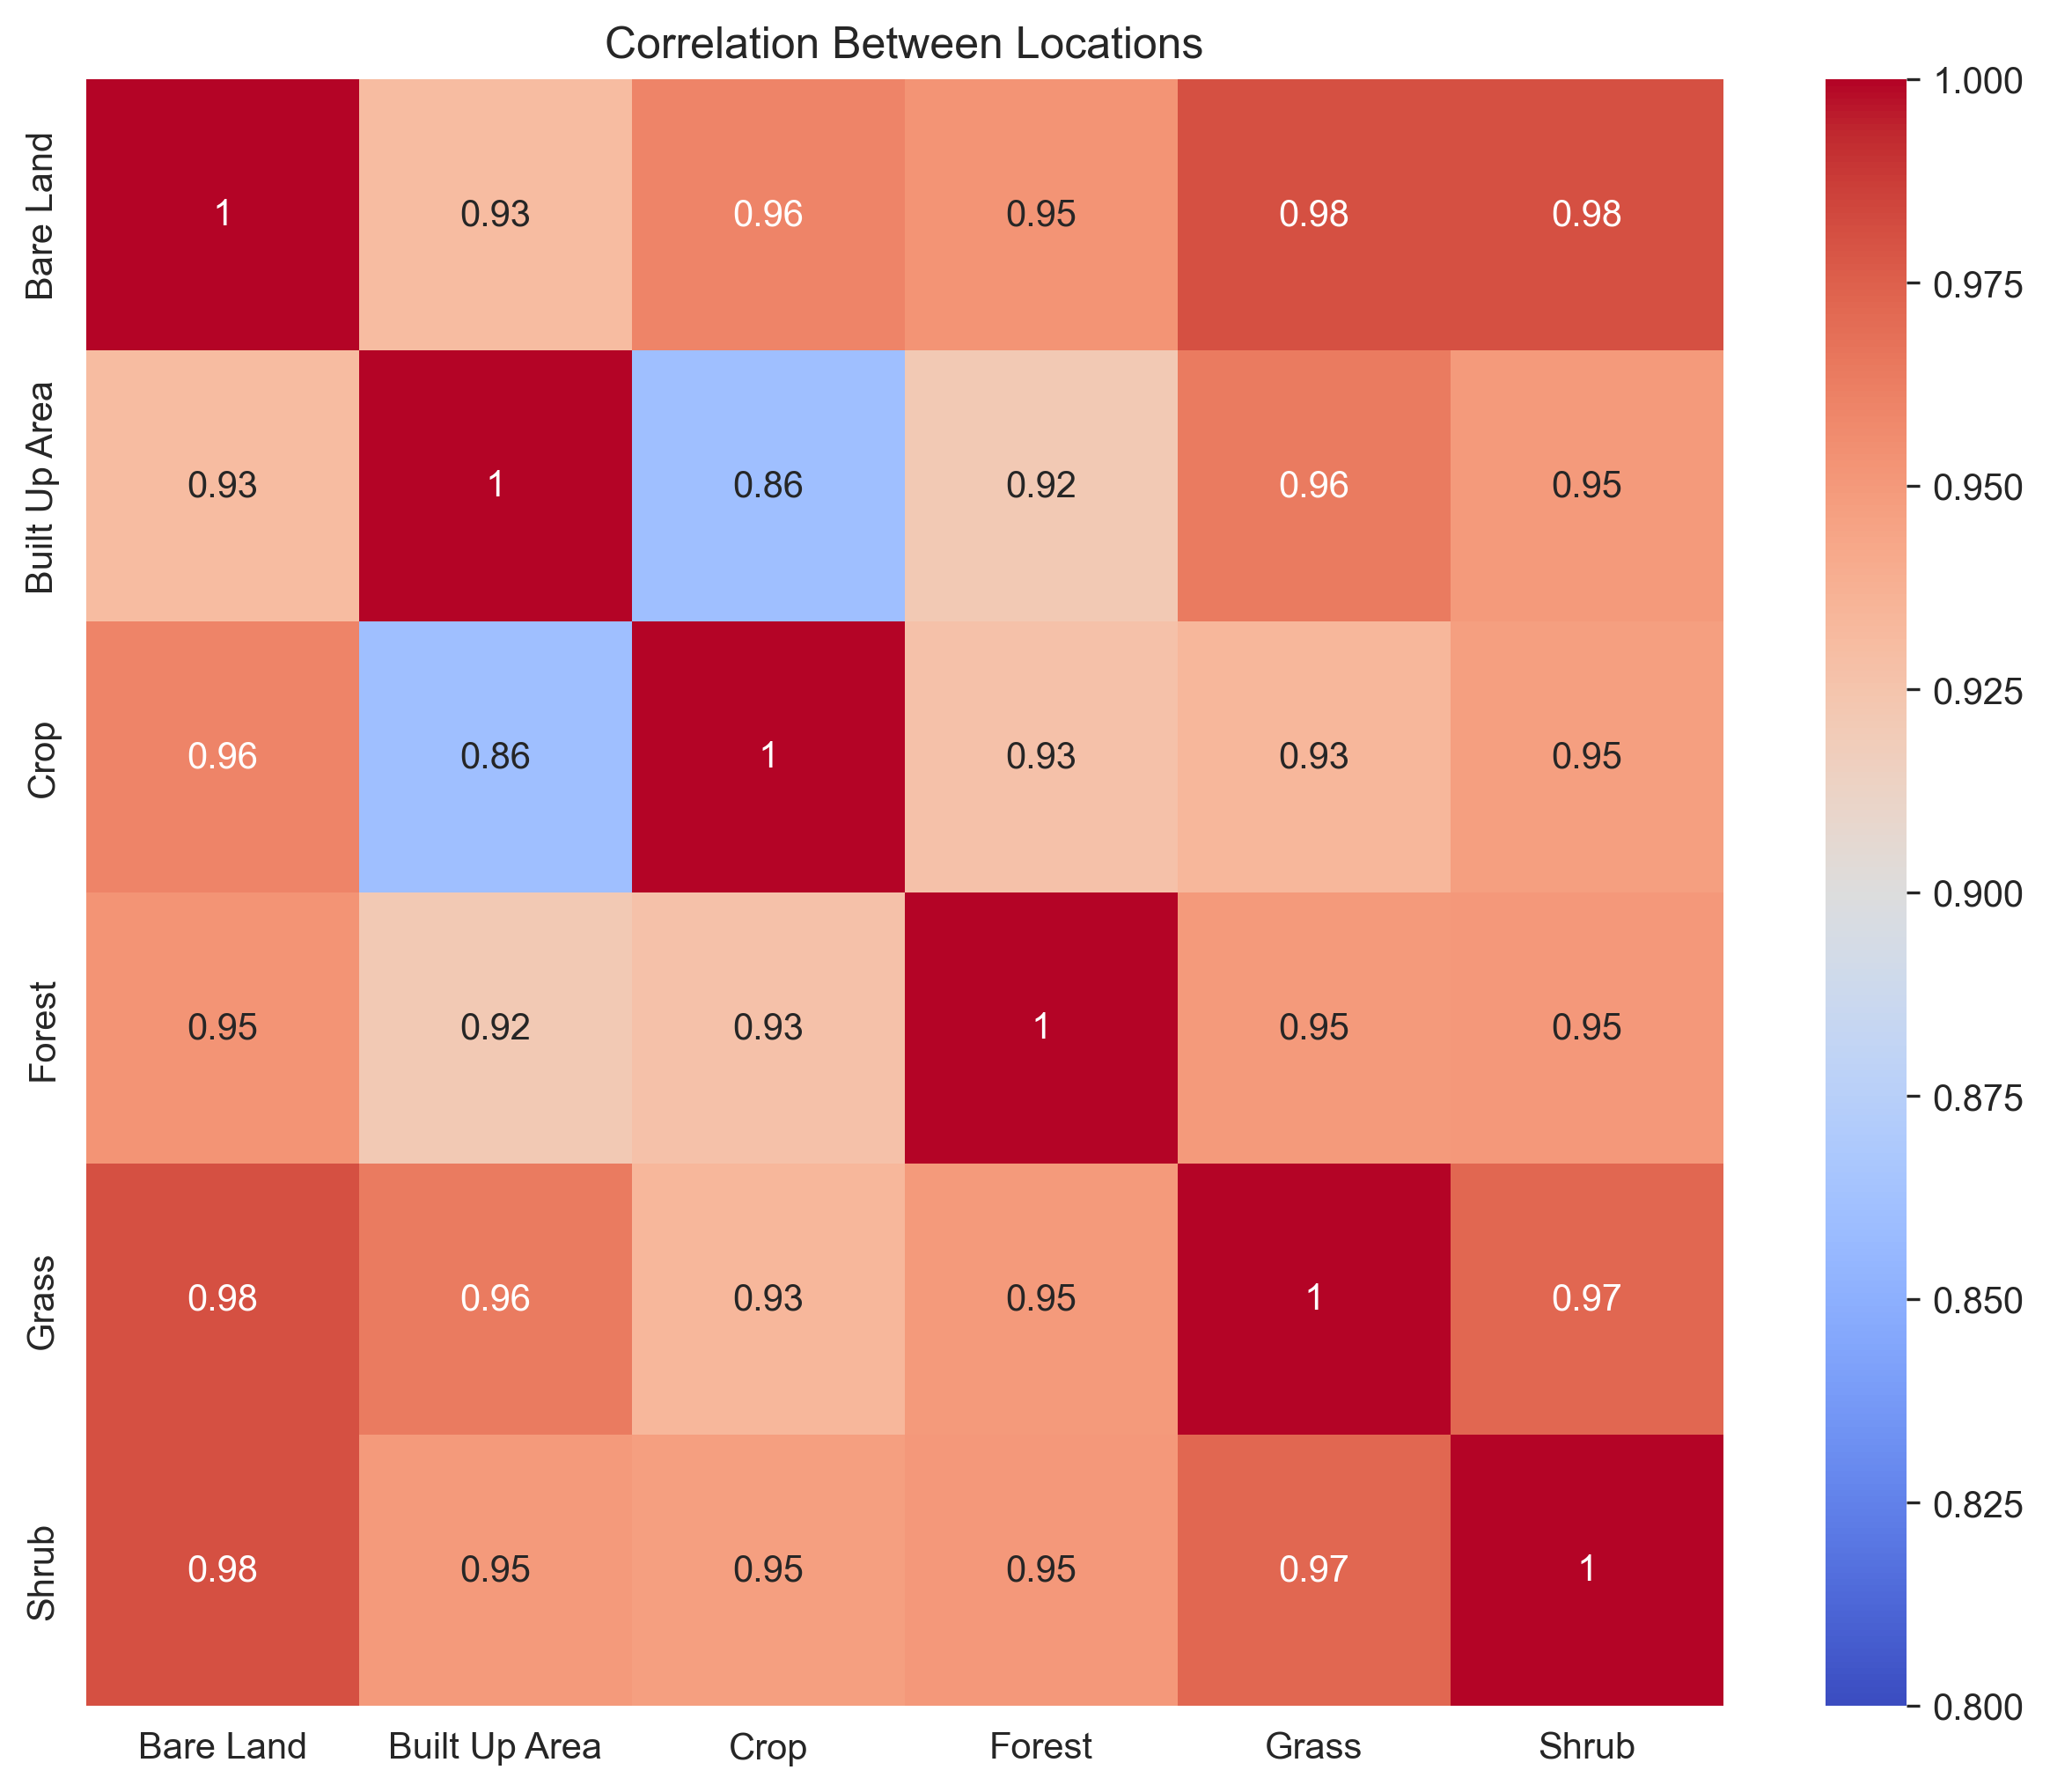 Correlation Between Locations
Bare Land 1 0.93 0.96 0.95 0.98 0.98
Built Up Area 0.93 1 0.86 0.92 0.96 0.95
Crop 0.96 0.86 1 0.93 0.93 0.95
Forest 0.95 0.92 0.93 1 0.95 0.95
Grass 0.98 0.96 0.93 0.95 1 0.97
Shrub 0.98 0.95 0.95 0.95 0.97 1
Bare Land Built Up Area Crop Forest Grass Shrub
1.000
0.975
0.950
0.925
0.900
0.875
0.850
0.825
0.800